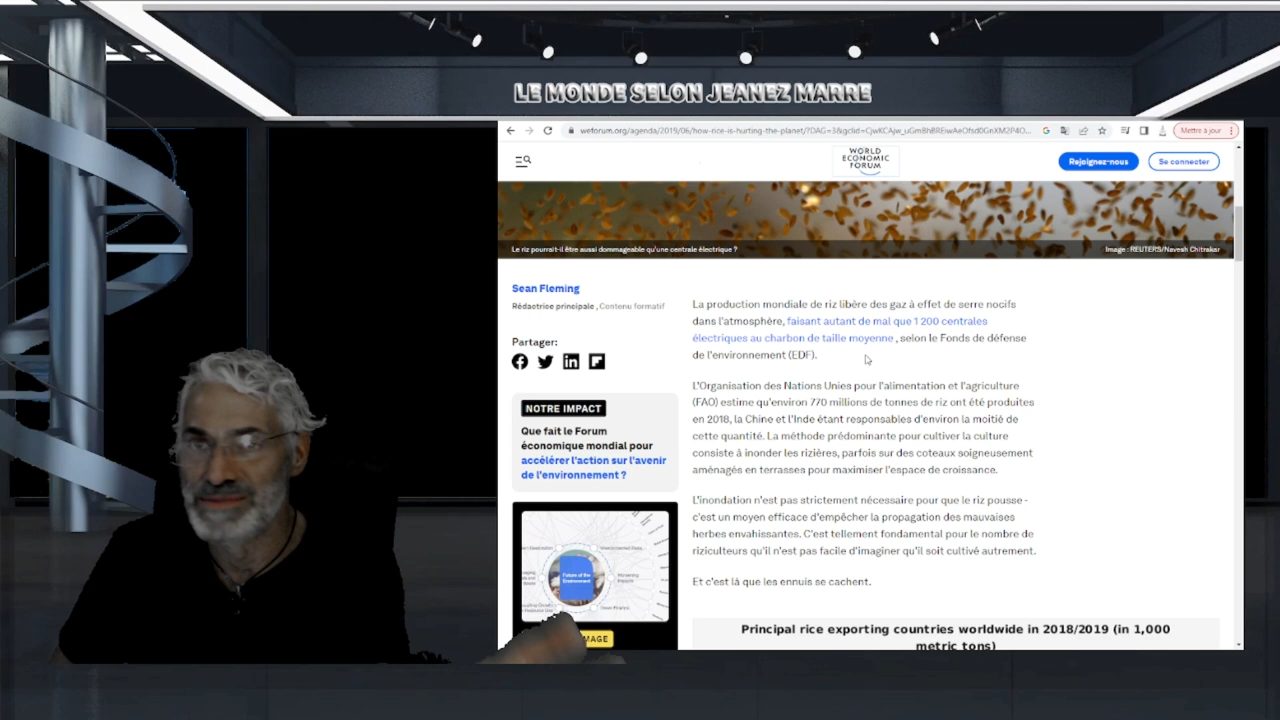 LE MONDE SELON JEANEZ MARRE
weforum.org/agenda/2019/06/how-rice-is-hurting-the-planet/?DAG=3&gclid=
Mettre à jour
WORLD
ECONOMIC
FORUM
Rejoignez-nous
Se connecter
Le riz pourrait-il être aussi dommageable qu'une centrale électrique ?
Image : REUTERS/Navesh Chitrakar
Sean Fleming
Rédactrice principale , Contenu formatif
Partager:
NOTRE IMPACT
Que fait le Forum
économique mondial pour
accélérer l'action sur l'avenir
de l'environnement ?
Future of the
Environment
MAGE
La production mondiale de riz libère des gaz à effet de serre nocifs
dans l'atmosphère, faisant autant de mal que 1 200 centrales
électriques au charbon de taille moyenne , selon le Fonds de défense
de l'environnement (EDF).
L'Organisation des Nations Unies pour l'alimentation et l'agriculture
(FAO) estime qu'environ 770 millions de tonnes de riz ont été produites
en 2018, la Chine et l'Inde étant responsables d'environ la moitié de
cette quantité. La méthode prédominante pour cultiver la culture
consiste à inonder les rizières, parfois sur des coteaux soigneusement
aménagés en terrasses pour maximiser l'espace de croissance.
L'inondation n'est pas strictement nécessaire pour que le riz pousse -
c'est un moyen efficace d'empêcher la propagation des mauvaises
herbes envahissantes. C'est tellement fondamental pour le nombre de
riziculteurs qu'il n'est pas facile d'imaginer qu'il soit cultivé autrement.
Et c'est là que les ennuis se cachent.
Principal rice exporting countries worldwide in 2018/2019 (in 1,000
metric tons)